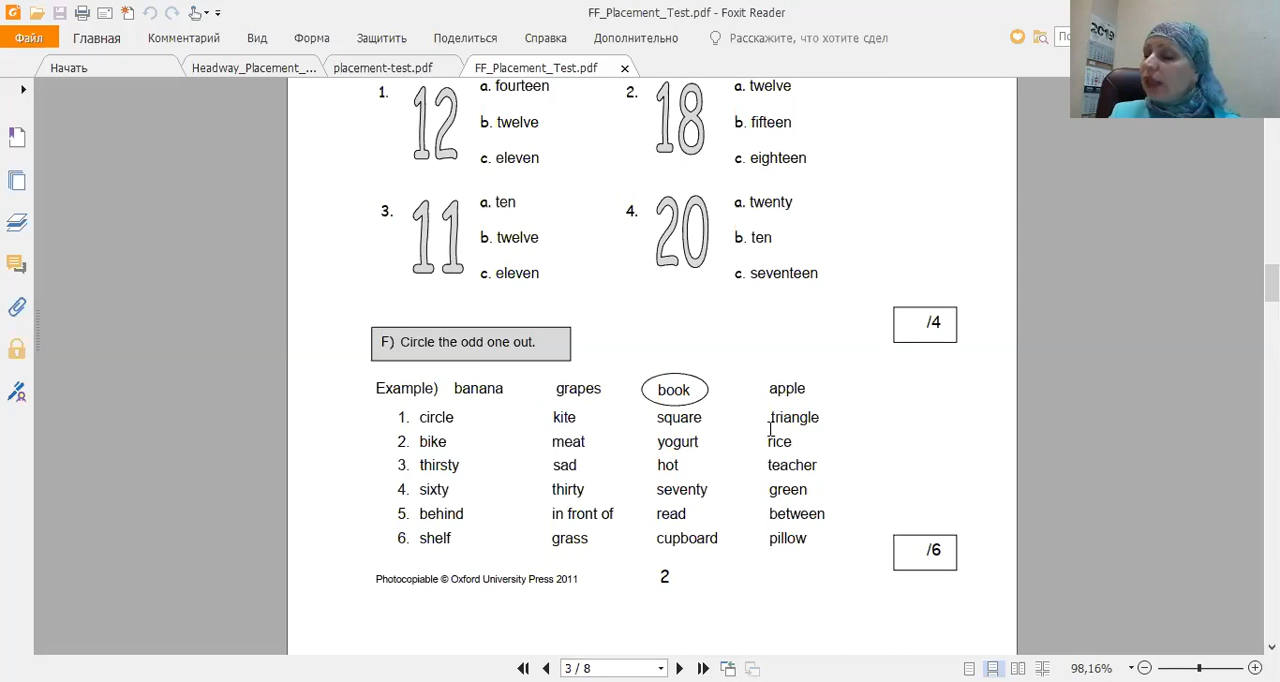 FF_Placement_Test.pdf - Foxit Reader
Файл Главная Комментарий Вид Форма Защитить Поделиться Справка Дополнительно Расскажите, что хотите сделать
Начать Headway_Placement_... placement-test.pdf FF_Placement_Test.pdf
2019
1. 12 a. fourteen 2. 18 a. twelve
b. twelve b. fifteen
c. eleven c. eighteen
3. 11 a. ten 4. 20 a. twenty
b. twelve b. ten
c. eleven c. seventeen
/4
F) Circle the odd one out.
Example) banana grapes book apple
1. circle kite square triangle
2. bike meat yogurt rice
3. thirsty sad hot teacher
4. sixty thirty seventy green
5. behind in front of read between
6. shelf grass cupboard pillow
/6
Photocopiable © Oxford University Press 2011 2
3 / 8 98,16%